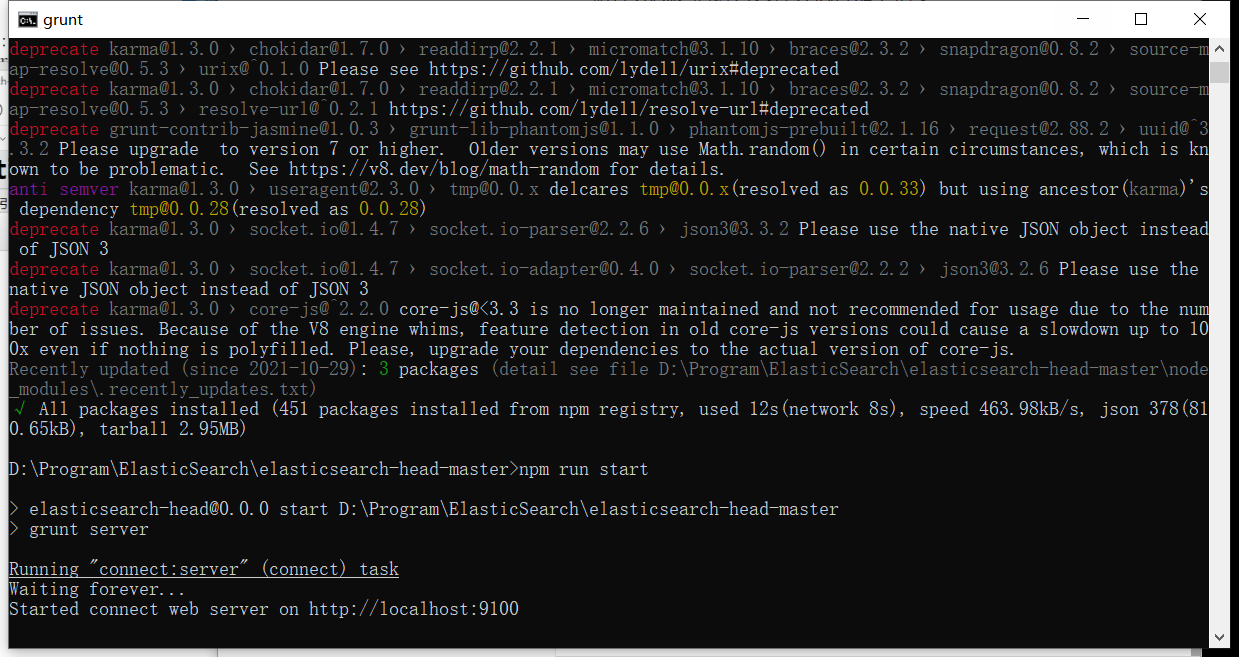 grunt
deprecate karma@1.3.0 › chokidar@1.7.0 › readdirp@2.2.1 › micromatch@3.1.10 › braces@2.3.2 › snapdragon@0.8.2 › source-m
ap-resolve@0.5.3 › urix@^0.1.0 Please see https://github.com/lydell/urix#deprecated
deprecate karma@1.3.0 › chokidar@1.7.0 › readdirp@2.2.1 › micromatch@3.1.10 › braces@2.3.2 › snapdragon@0.8.2 › source-m
ap-resolve@0.5.3 › resolve-url@^0.2.1 https://github.com/lydell/resolve-url#deprecated
deprecate grunt-contrib-jasmine@1.0.3 › grunt-lib-phantomjs@1.1.0 › phantomjs-prebuilt@2.1.16 › request@2.88.2 › uuid@^3
.3.2 Please upgrade  to version 7 or higher.  Older versions may use Math.random() in certain circumstances, which is kn
own to be problematic.  See https://v8.dev/blog/math-random for details.
anti semver karma@1.3.0 › useragent@2.3.0 › tmp@0.0.x delcares tmp@0.0.x(resolved as 0.0.33) but using ancestor(karma)'s
 dependency tmp@0.0.28(resolved as 0.0.28)
deprecate karma@1.3.0 › socket.io@1.4.7 › socket.io-parser@2.2.6 › json3@3.3.2 Please use the native JSON object instead
 of JSON 3
deprecate karma@1.3.0 › socket.io@1.4.7 › socket.io-adapter@0.4.0 › socket.io-parser@2.2.2 › json3@3.2.6 Please use the
native JSON object instead of JSON 3
deprecate karma@1.3.0 › core-js@^2.2.0 core-js@<3.3 is no longer maintained and not recommended for usage due to the num
ber of issues. Because of the V8 engine whims, feature detection in old core-js versions could cause a slowdown up to 10
0x even if nothing is polyfilled. Please, upgrade your dependencies to the actual version of core-js.
Recently updated (since 2021-10-29): 3 packages (detail see file D:\Program\ElasticSearch\elasticsearch-head-master\node
_modules\.recently_updates.txt)
√ All packages installed (451 packages installed from npm registry, used 12s(network 8s), speed 463.98kB/s, json 378(81
0.65kB), tarball 2.95MB)
D:\Program\ElasticSearch\elasticsearch-head-master>npm run start
> elasticsearch-head@0.0.0 start D:\Program\ElasticSearch\elasticsearch-head-master
> grunt server
Running "connect:server" (connect) task
Waiting forever...
Started connect web server on http://localhost:9100